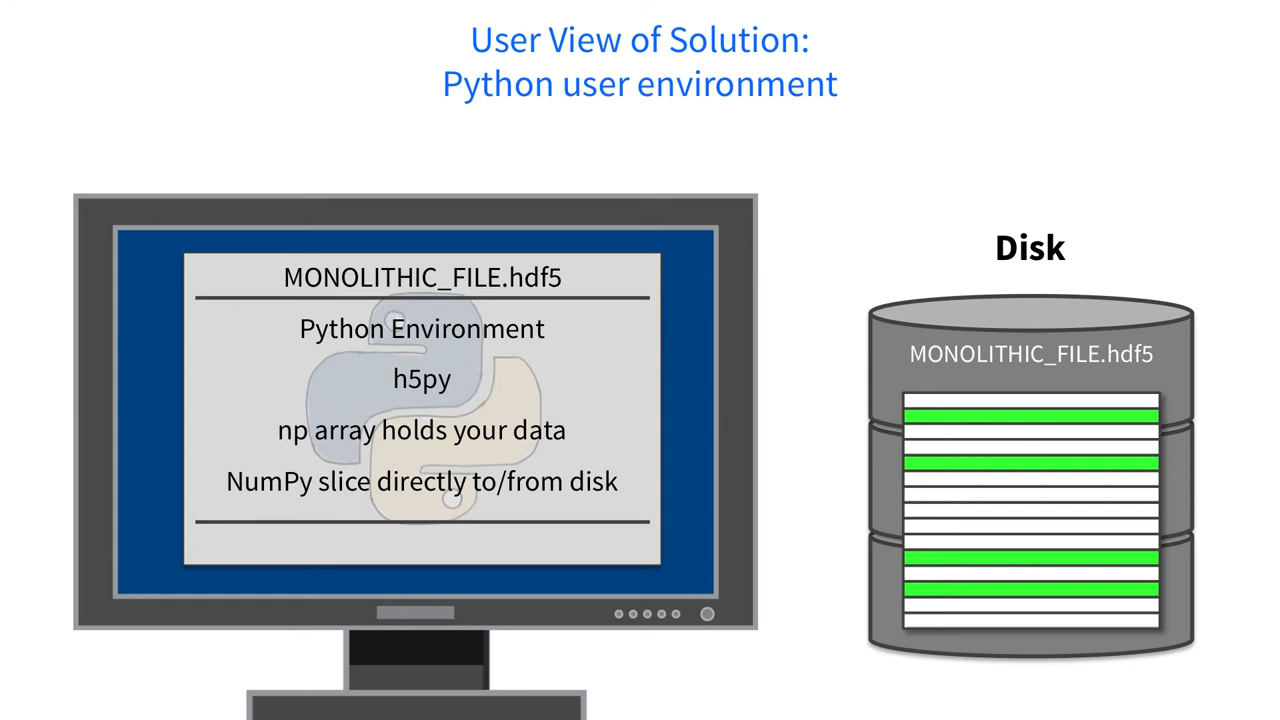 User View of Solution:
Python user environment
MONOLITHIC_FILE.hdf5
Python Environment
h5py
np array holds your data
NumPy slice directly to/from disk
Disk
MONOLITHIC_FILE.hdf5